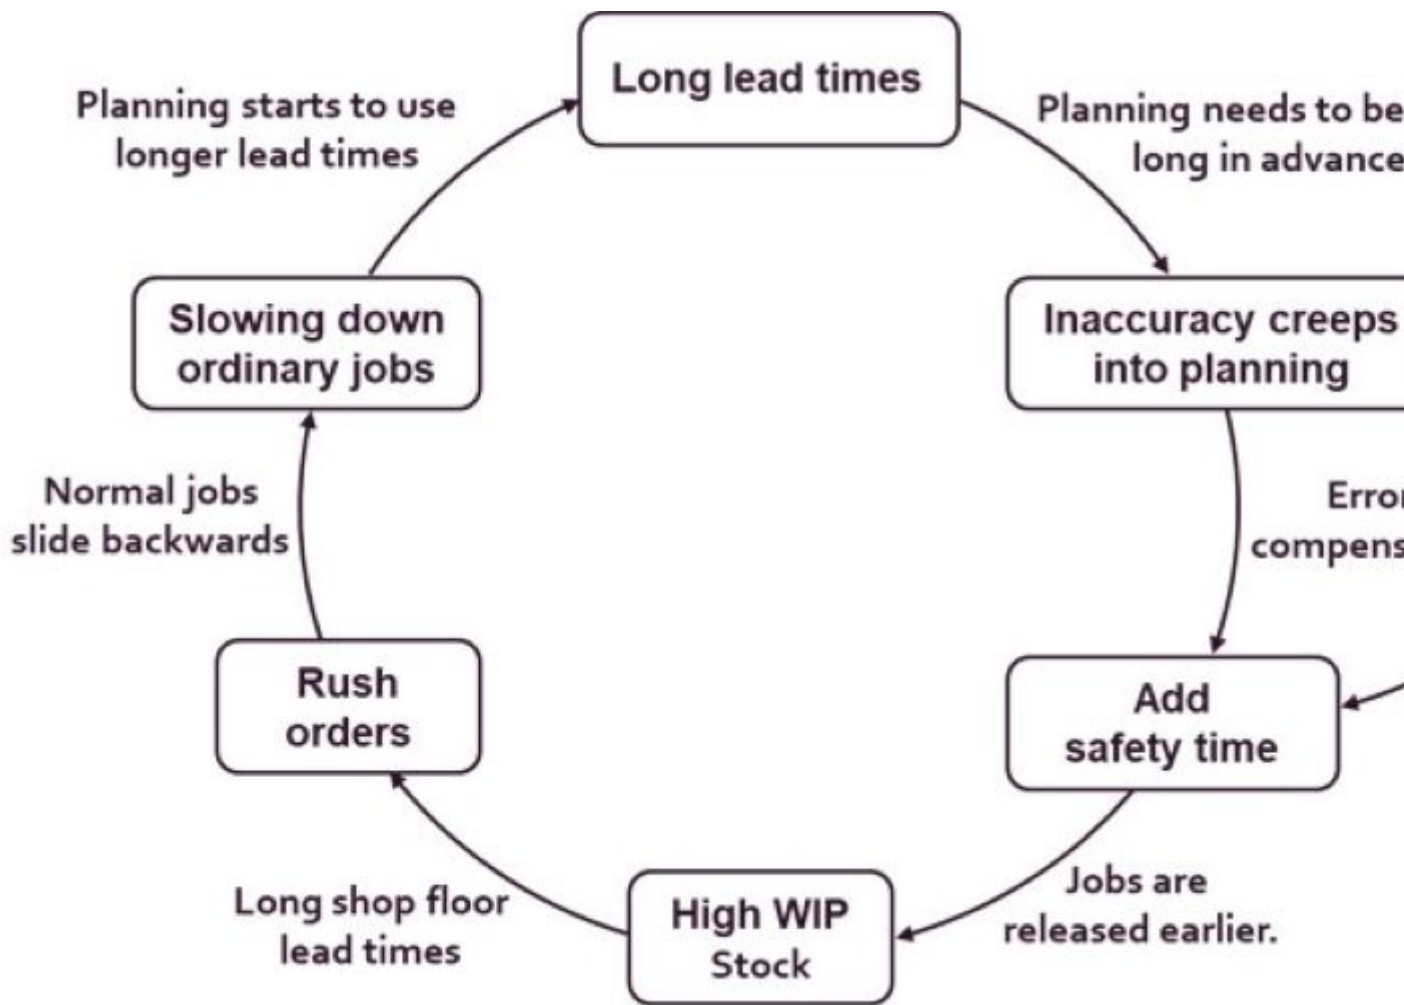 Long lead times
Planning starts to use
longer lead times
Planning needs to be
long in advance
Slowing down
ordinary jobs
Inaccuracy creeps
into planning
Normal jobs
slide backwards
Rush
orders
Add
safety time
Long shop floor
lead times
High WIP
Stock
Jobs are
released earlier.